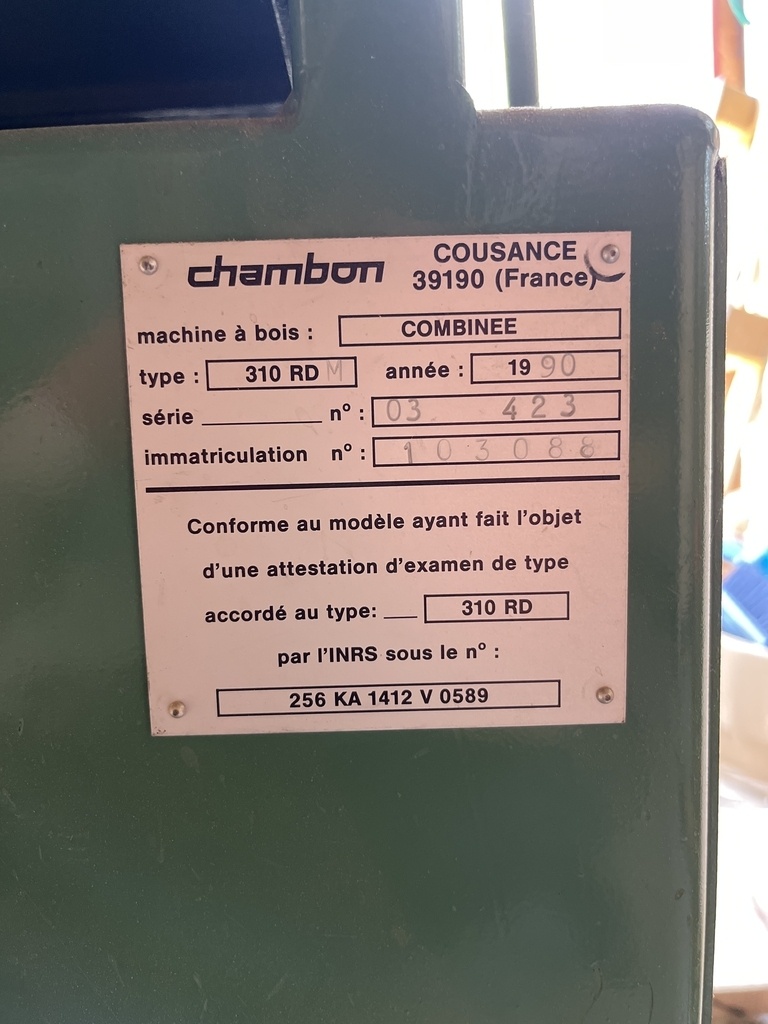 chambon COUSANCE
39190 (France)
machine à bois : COMBINEE
type : 310 RD M année : 1990
série n° : 03 423
immatriculation n° : 103088
Conforme au modèle ayant fait l'objet
d'une attestation d'examen de type
accordé au type: 310 RD
par l'INRS sous le n° :
256 KA 1412 V 0589